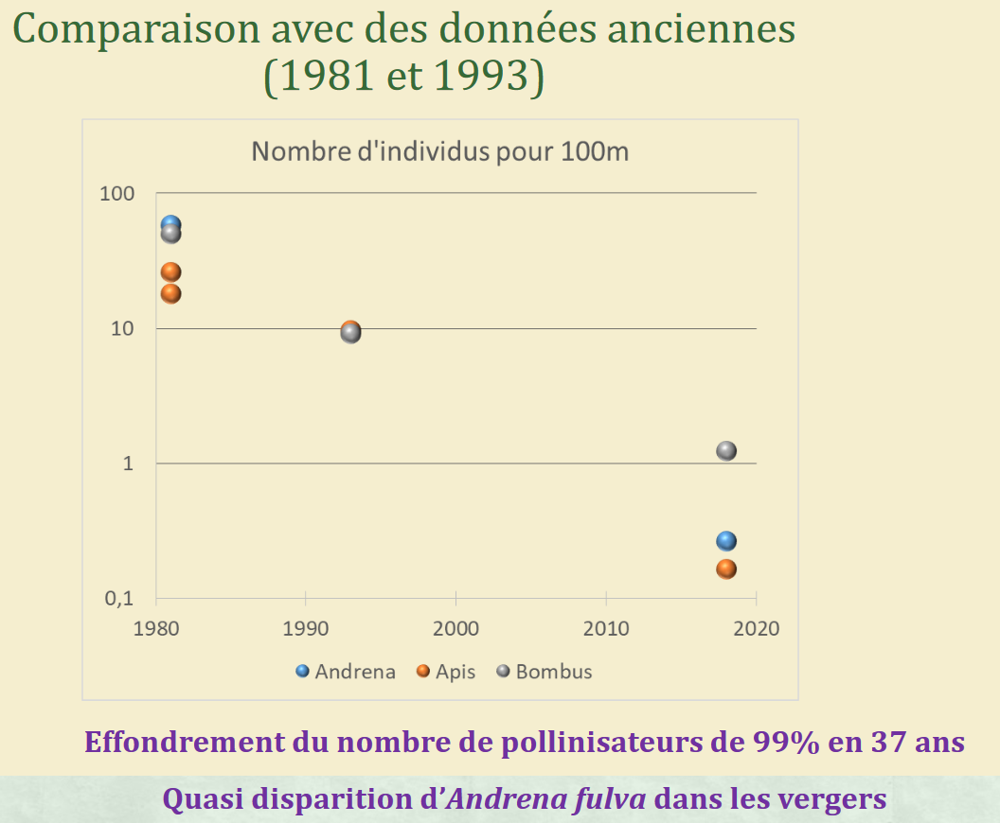 Comparaison avec des données anciennes
(1981 et 1993)
Nombre d'individus pour 100m
100
10
1
0,1
1980 1990 2000 2010 2020
Andrena Apis Bombus
Effondrement du nombre de pollinisateurs de 99% en 37 ans
Quasi disparition d’Andrena fulva dans les vergers